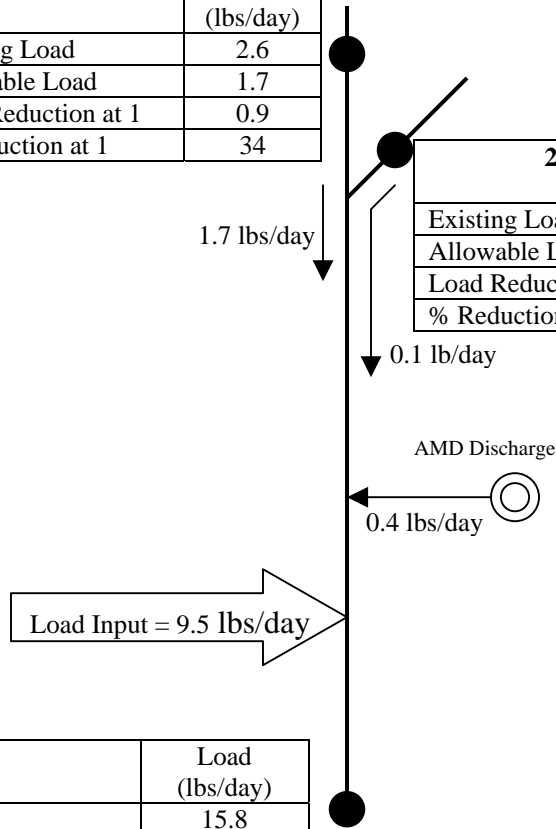 (lbs/day)
g Load 2.6
ble Load 1.7
Reduction at 1 0.9
uction at 1 34
2
Existing Loa
Allowable L
Load Reduc
% Reduction
1.7 lbs/day
0.1 lb/day
AMD Discharge
0.4 lbs/day
Load Input = 9.5 lbs/day
Load
(lbs/day)
15.8